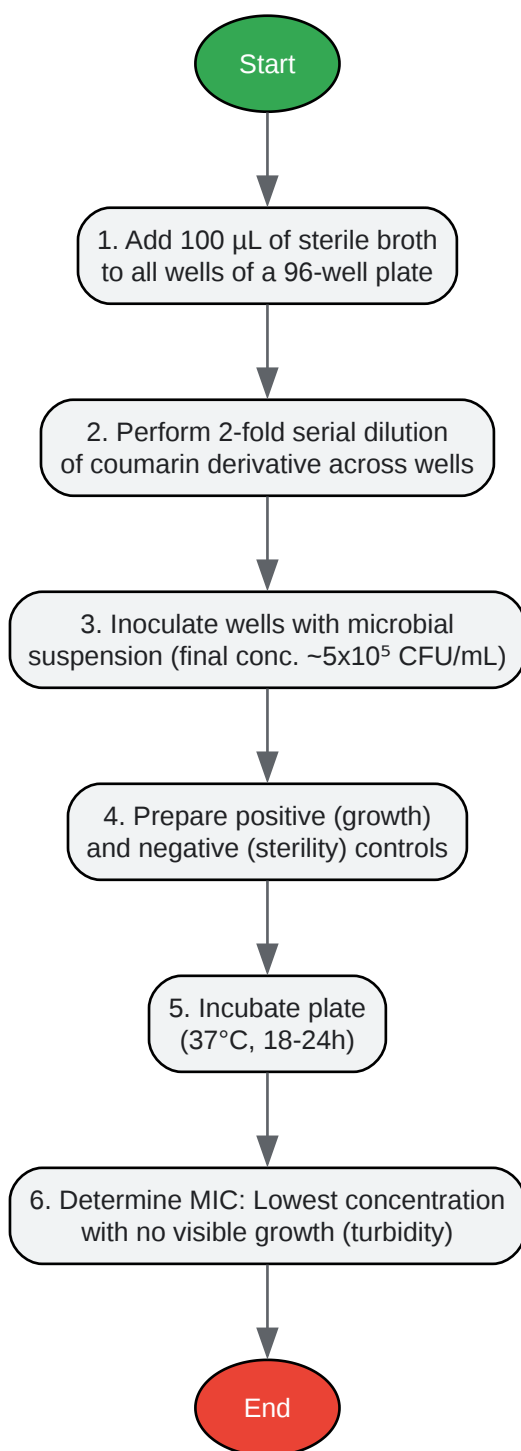 Start
1. Add 100 µL of sterile broth
to all wells of a 96-well plate
2. Perform 2-fold serial dilution
of coumarin derivative across wells
3. Inoculate wells with microbial
suspension (final conc. ~5x10⁵ CFU/mL)
4. Prepare positive (growth)
and negative (sterility) controls
5. Incubate plate
(37°C, 18-24h)
6. Determine MIC: Lowest concentration
with no visible growth (turbidity)
End